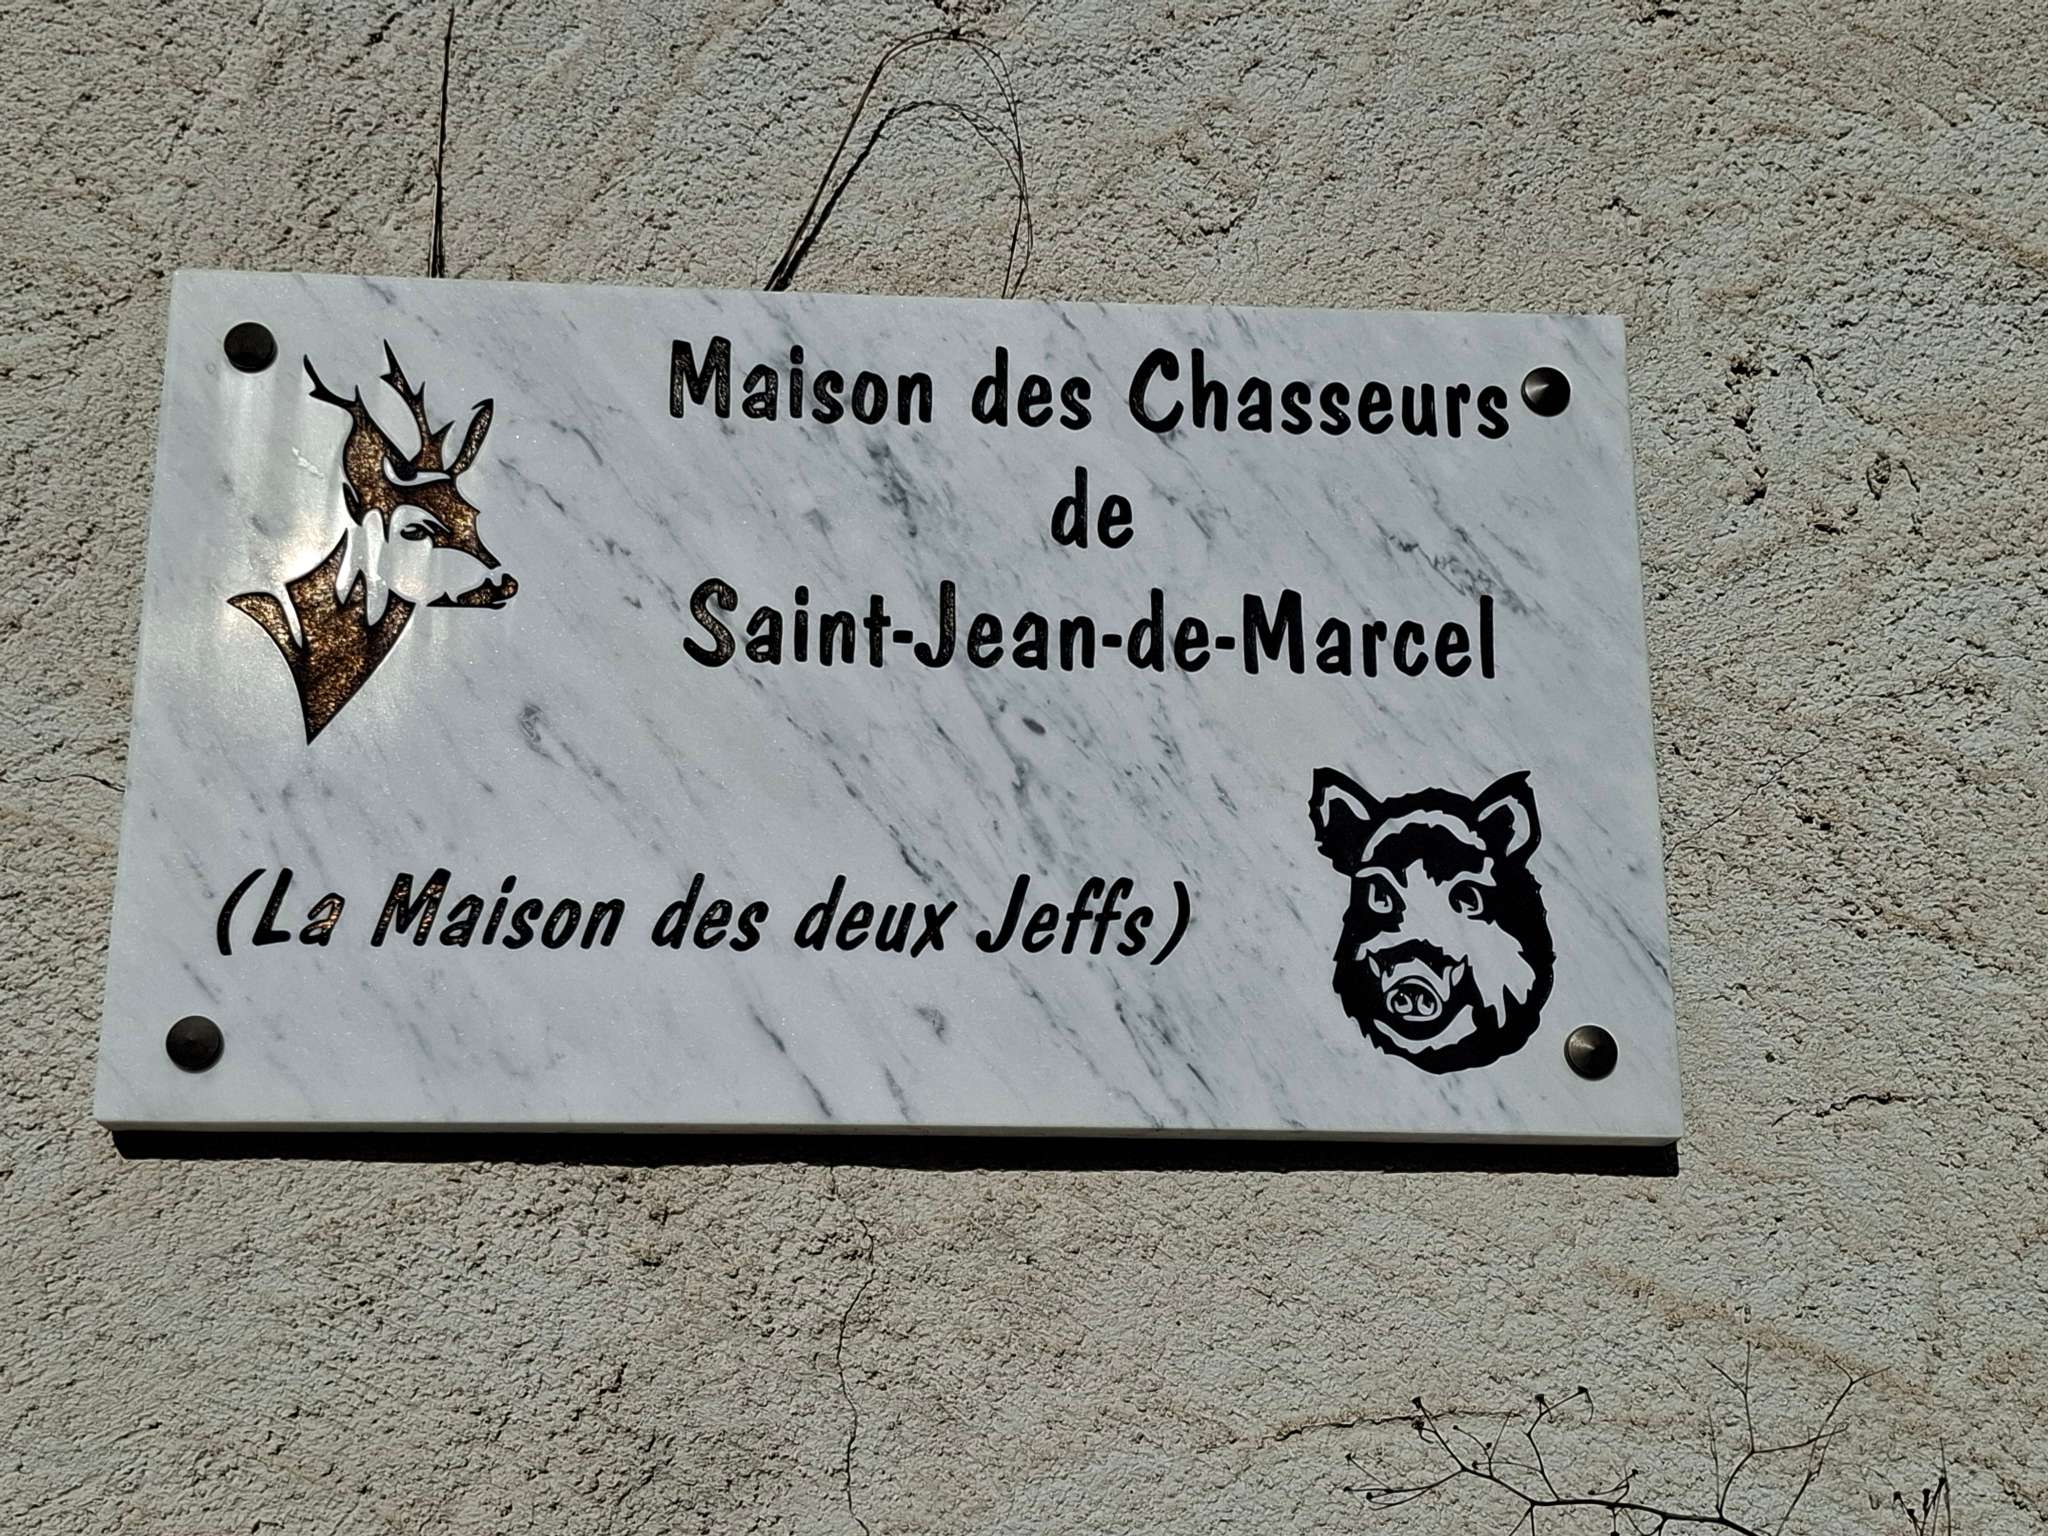 Maison des Chasseurs
de
Saint-Jean-de-Marcel
(La Maison des deux Jeffs)